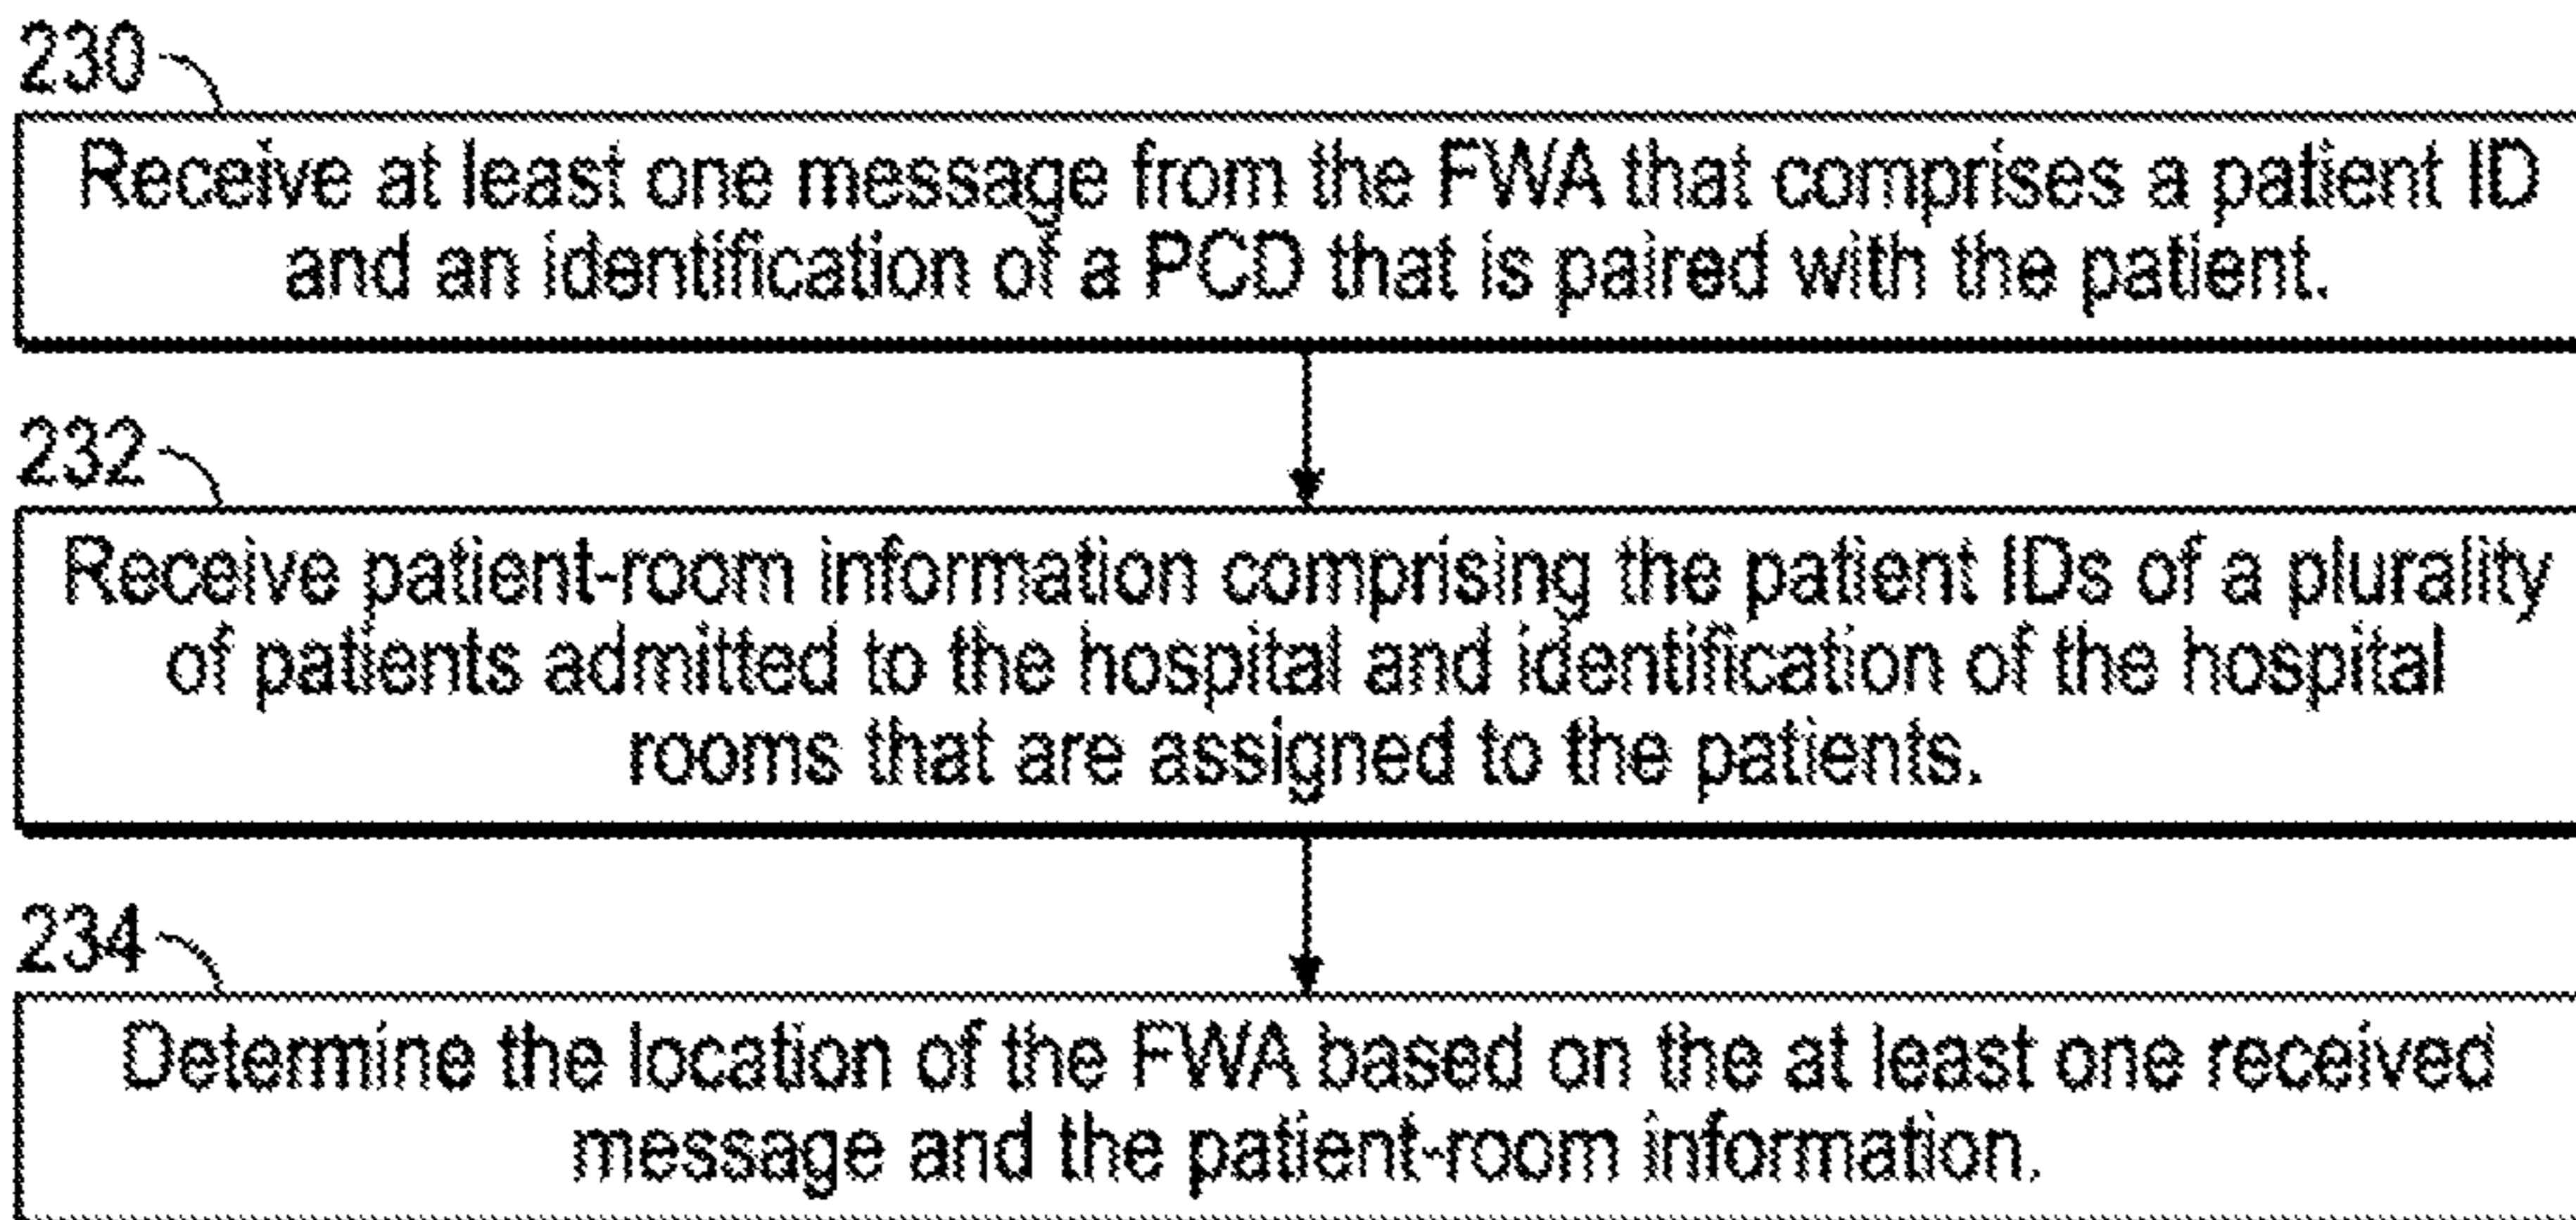 230
Receive at least one message from the FWA that comprises a patient ID
and an identification of a PCD that is paired with the patient.
232
Receive patient-room information comprising the patient IDs of a plurality
of patients admitted to the hospital and identification of the hospital
rooms that are assigned to the patients.
234
Determine the location of the FWA based on the at least one received
message and the patient-room information.